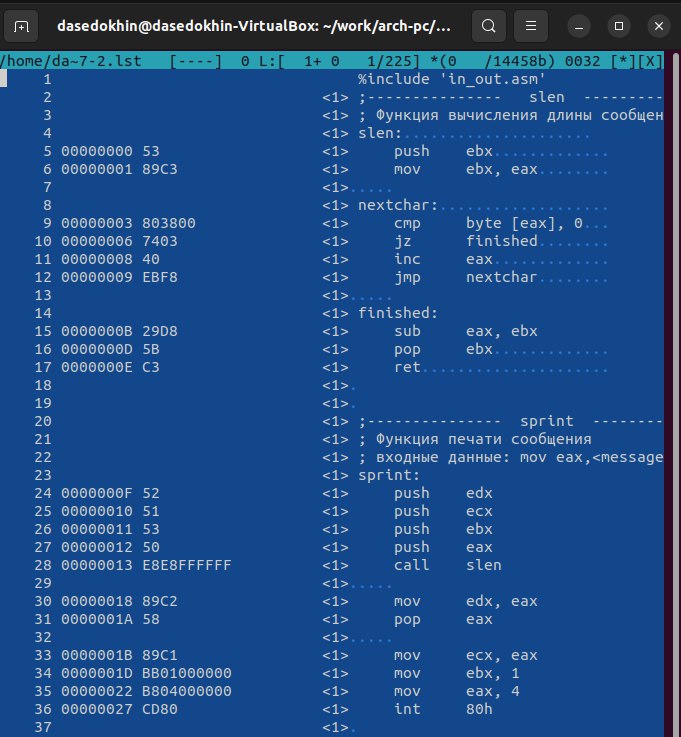 dasedokhin@dasedokhin-VirtualBox: ~/work/arch-pc/...
/home/da~7-2.lst [----] 0 L:[ 1+ 0 1/225] *(0 /14458b) 0032 [*][X]
1 %include 'in_out.asm'
2 <1> ;--------------- slen ---------
3 <1> ; Функция вычисления длины сообщен
4 <1> slen:.....................
5 00000000 53 <1> push ebx.............
6 00000001 89C3 <1> mov ebx, eax........
7 <1>.....
8 <1> nextchar:...................
9 00000003 803800 <1> cmp byte [eax], 0...
10 00000006 7403 <1> jz finished........
11 00000008 40 <1> inc eax.............
12 00000009 EBF8 <1> jmp nextchar........
13 <1>.....
14 <1> finished:
15 0000000B 29D8 <1> sub eax, ebx
16 0000000D 5B <1> pop ebx.............
17 0000000E C3 <1> ret.....................
18 <1>.
19 <1>.
20 <1> ;--------------- sprint --------
21 <1> ; Функция печати сообщения
22 <1> ; входные данные: mov eax,<message
23 <1> sprint:
24 0000000F 52 <1> push edx
25 00000010 51 <1> push ecx
26 00000011 53 <1> push ebx
27 00000012 50 <1> push eax
28 00000013 E8E8FFFFFF <1> call slen
29 <1>.....
30 00000018 89C2 <1> mov edx, eax
31 0000001A 58 <1> pop eax
32 <1>.....
33 0000001B 89C1 <1> mov ecx, eax
34 0000001D BB01000000 <1> mov ebx, 1
35 00000022 B804000000 <1> mov eax, 4
36 00000027 CD80 <1> int 80h
37 <1>.